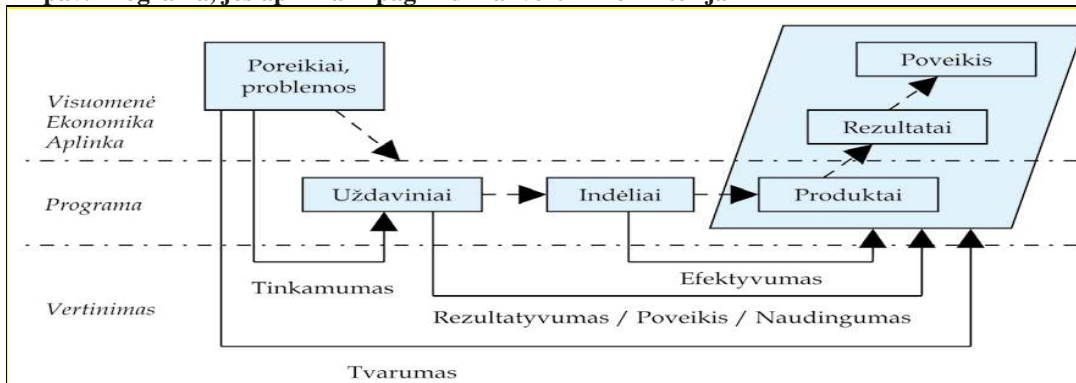 Poreikiai,
problemos
Poveikis
Visuomenė
Ekonomika
Aplinka
Rezultatai
Programa
Uždaviniai
Indėliai
Produktai
Tinkamumas
Efektyvumas
Vertinimas
Rezultatyvumas / Poveikis / Naudingumas
Tvarumas